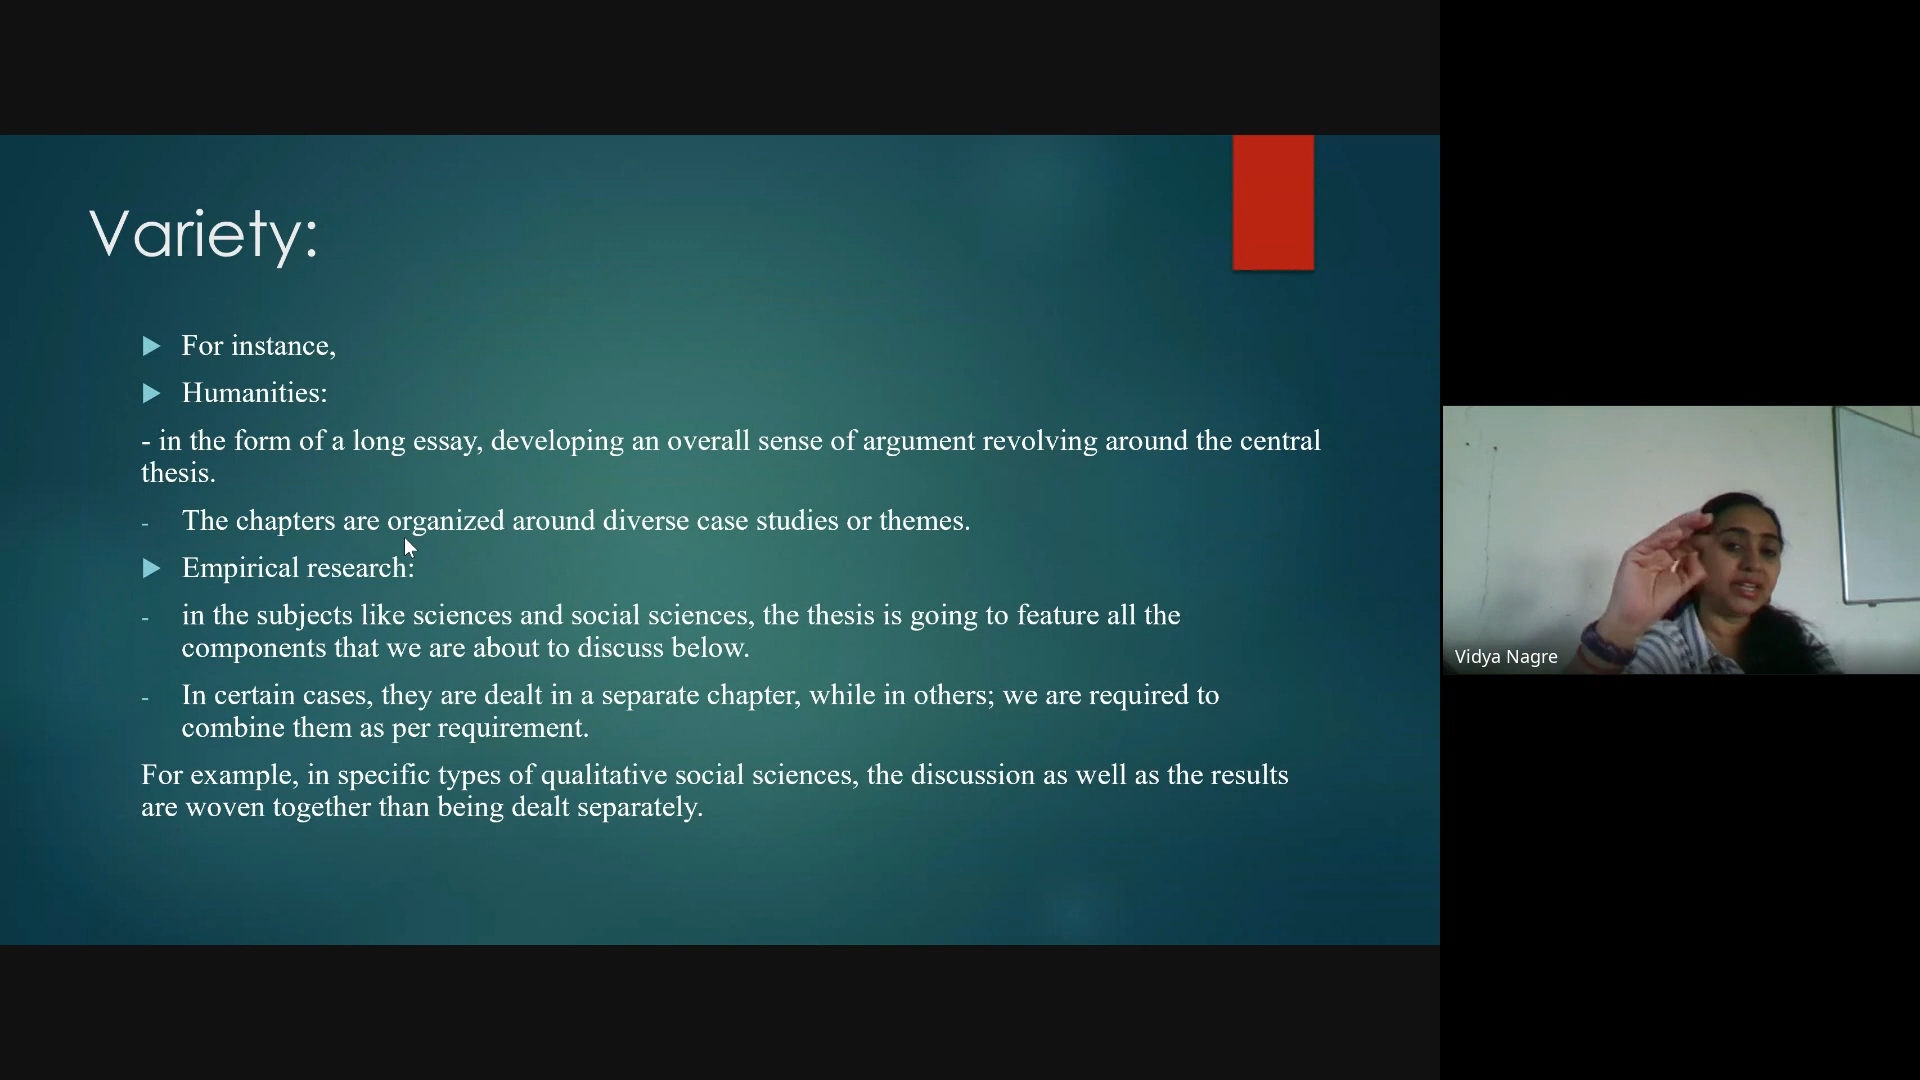 Variety:
For instance,
Humanities:
- in the form of a long essay, developing an overall sense of argument revolving around the central
thesis.
- The chapters are organized around diverse case studies or themes.
Empirical research:
- in the subjects like sciences and social sciences, the thesis is going to feature all the
components that we are about to discuss below.
- In certain cases, they are dealt in a separate chapter, while in others; we are required to
combine them as per requirement.
For example, in specific types of qualitative social sciences, the discussion as well as the results
are woven together than being dealt separately.
Vidya Nagre